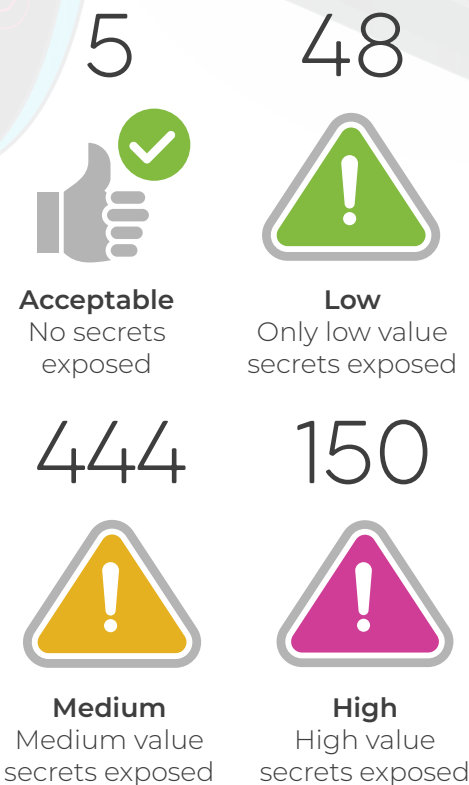 5
48
Acceptable
No secrets
exposed
Low
Only low value
secrets exposed
444
150
Medium
Medium value
secrets exposed
High
High value
secrets exposed